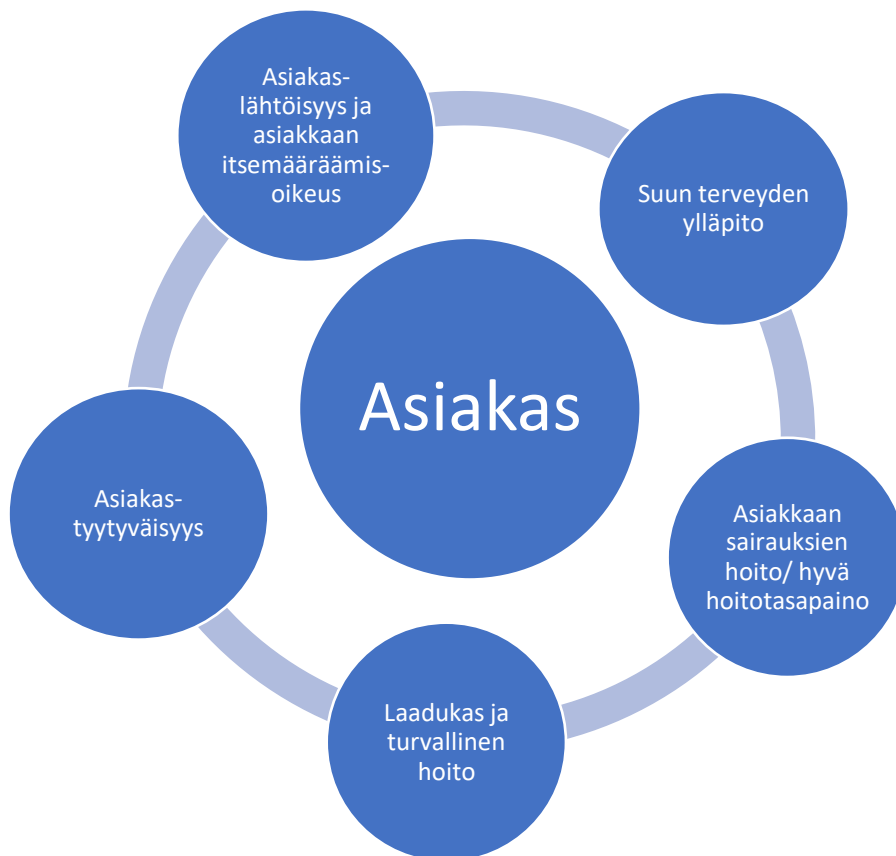 Asiakas-
lähtöisyys ja
asiakkaan
itsemääräämis-
oikeus
Suun terveyden
ylläpito
Asiakas
Asiakas-
tyytyväisyys
Asiakkaan
sairauksien
hoito/ hyvä
hoitotasapaino
Laadukas ja
turvallinen
hoito